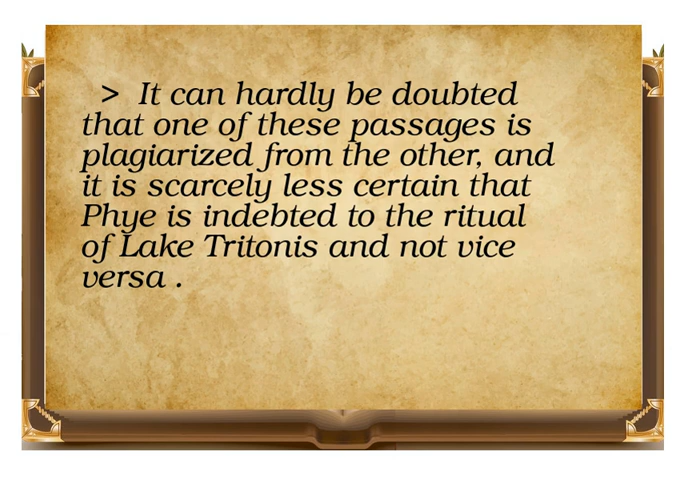 > It can hardly be doubted
that one of these passages is
plagiarized from the other, and
it is scarcely less certain that
Phye is indebted to the ritual
of Lake Tritonis and not vice
versa .